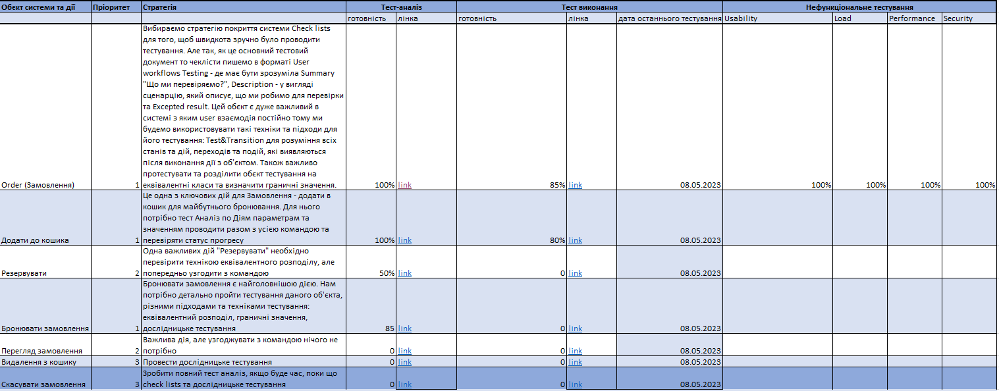 Обєкт системи та дії Пріоритет Стратегія Тест-аналіз Тест виконання Нефункціональне тестування
готовність лінка готовність лінка дата останнього тестування Usability Load Performance Security
Вибираємо стратегію покриття системи Check lists
для того, щоб швидкота зручно було проводити
тестування. Але так, як це основний тестовий
документ то чеклісти пишемо в форматі User
workflows Testing - де має бути зрозуміла Summary
"Що ми перевіряємо?", Description - у вигляді
сценарцію, який описує, що ми робимо для перевірки
та Excepted result. Цей обєкт є дуже важливий в
системі з яким user взаємодія постійно тому ми
будемо використовувати такі техніки та підходи для
його тестування: Test&Transition для розуміння всіх
станів та дій, переходів та подій, які виявляються
після виконання дії з об'єктом. Також важливо
протестувати та розділити обєкт тестування на
Order (Замовлення) 1 еквівалентні класи та визначити граничні значення. 100% link 85% link 08.05.2023 100% 100% 100% 100%
Це одна з ключових дій для Замовлення - додати в
кошик для майбутнього бронювання. Для нього
потрібно тест Аналіз по Діям параметрам та
значенням проводити разом з усією командою та
Додати до кошика 1 перевіряти статус прогресу 100% link 80% link 08.05.2023
Одна важливих дій "Резервувати" необхідно
перевірити технікою еквівалентного розподілу, але
Резервувати 2 попередньо узгодити з командою 50% link 0 link 08.05.2023
Бронювати замовлення є найголовнішою дією. Нам
потрібно детально пройти тестування даного об'єкта,
різними підходами та техніками тестування:
еквівалентний розподіл, граничні значення,
Бронювати замовлення 1 дослідницьке тестування 85 link 0 link 08.05.2023
Важлива дія, але узгоджувати з командою нічого не
Перегляд замовлення 2 потрібно 0 link 0 link 08.05.2023
Видалення з кошику 3 Провести дослідницьке тестування 0 link 0 link 08.05.2023
Зробити повний тест аналіз, якщо буде час, поки що
Скасувати замовлення 3 check lists та дослідницьке тестування 0 link 0 link 08.05.2023